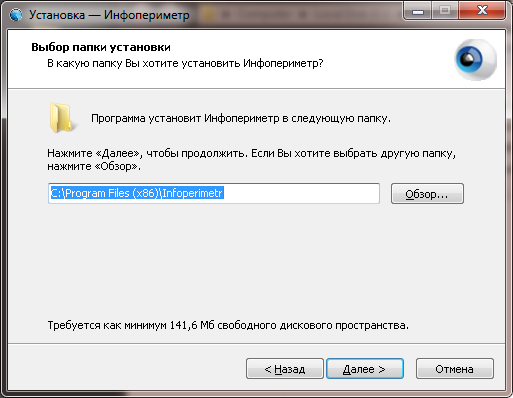 Установка — Инфопериметр
Выбор папки установки
В какую папку Вы хотите установить Инфопериметр?
Программа установит Инфопериметр в следующую папку.
Нажмите «Далее», чтобы продолжить. Если Вы хотите выбрать другую папку,
нажмите «Обзор».
C:\Program Files (x86)\Infoperimetr
Обзор...
Требуется как минимум 141,6 Мб свободного дискового пространства.
< Назад
Далее >
Отмена